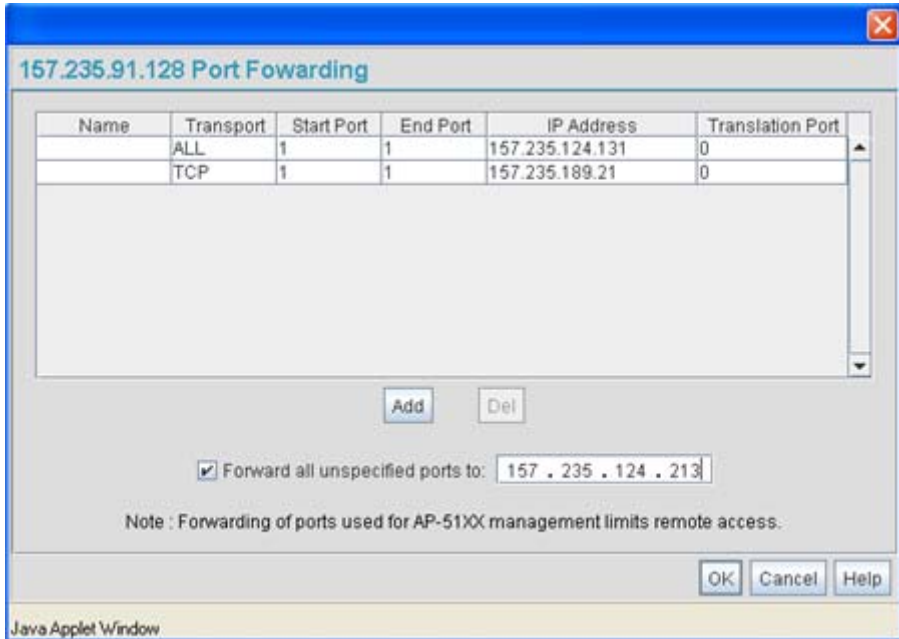 157.235.91.128 Port Fowarding
Name Transport Start Port End Port IP Address Translation Port
ALL 1 1 157.235.124.131 0
TCP 1 1 157.235.189.21 0
Add Del
Forward all unspecified ports to: 157 . 235 . 124 . 213
Note : Forwarding of ports used for AP-51XX management limits remote access.
OK Cancel Help
Java Applet Window